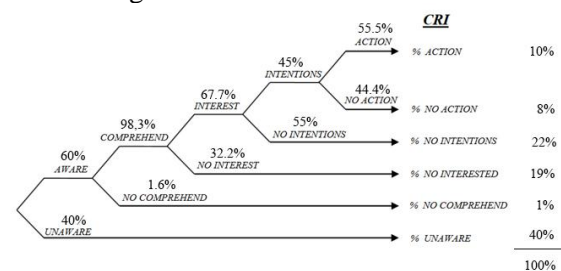 CRI
55.5%
ACTION
% ACTION 10%
45%
INTENTIONS
44.4%
NO ACTION
% NO ACTION 8%
67.7%
INTEREST
55%
NO INTENTIONS
% NO INTENTIONS 22%
98,3%
COMPREHEND
32.2%
NO INTEREST
% NO INTERESTED 19%
60%
AWARE
1.6%
NO COMPREHEND
% NO COMPREHEND 1%
40%
UNAWARE
% UNAWARE 40%
100%